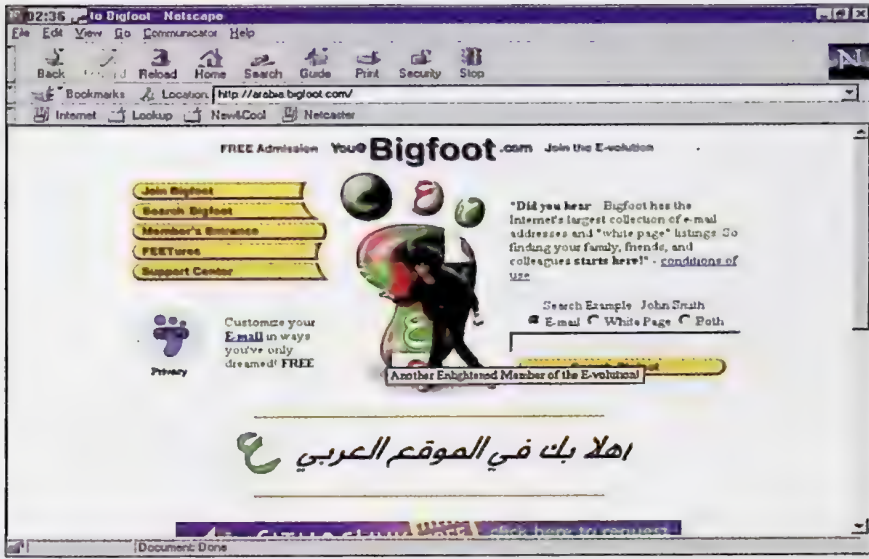 02:36 to Bigfoot - Netscape
File Edit View Go Communicator Help
Back Reload Home Search Guide Print Security Stop
Bookmarks Location: http://arabia.bigfoot.com/
Internet Lookup New&Cool Netcaster
FREE Admission You@Bigfoot.com Join the E-volution
Join Bigfoot
Search Bigfoot
Member's Entrance
FEETures
Support Center
"Did you hear Bigfoot has the
Internet's largest collection of e-mail
addresses and "white page" listings. So
finding your family, friends, and
colleagues starts here!" - conditions of
use
Search Example John Smith
E-mail White Page Both
Privacy
Customize your
E-mail in ways
you've only
dreamed! FREE
Another Enlightened Member of the E-volution!
ع اهلا بك في الموقع العربي
FREE click here to request
Document: Done